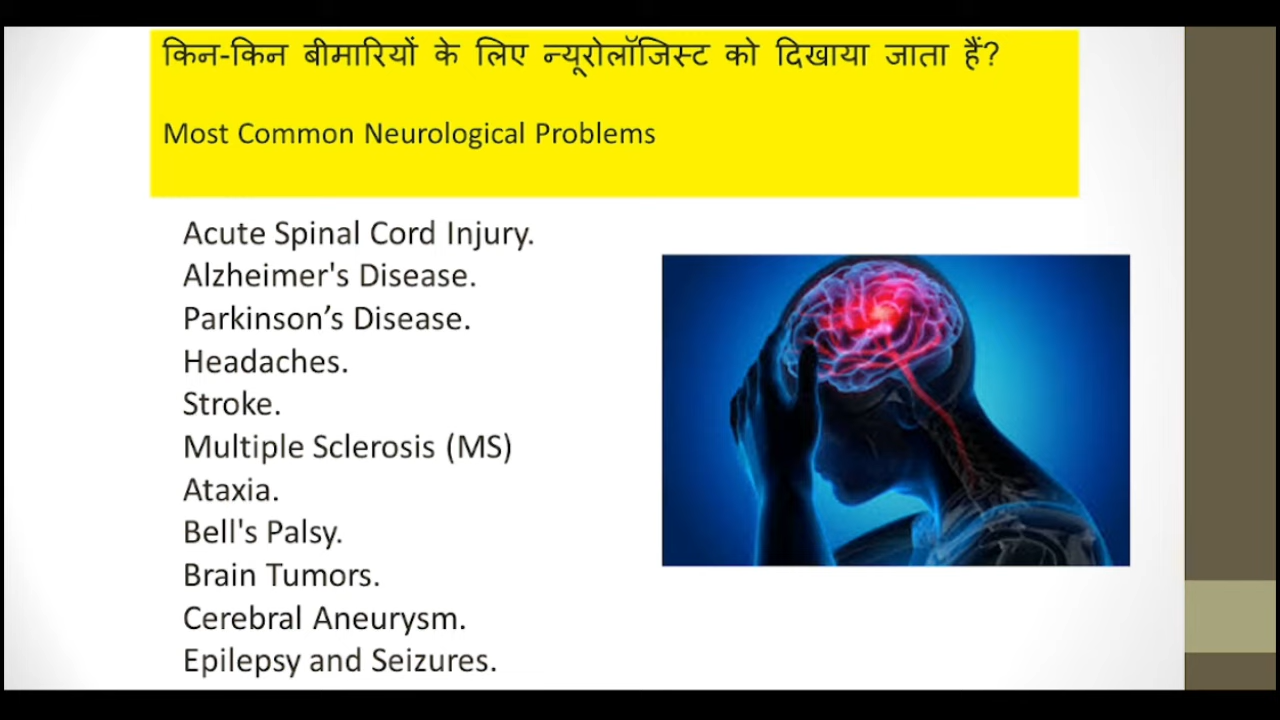 किन-किन बीमारियों के लिए न्यूरोलॉजिस्ट को दिखाया जाता हैं?
Most Common Neurological Problems
Acute Spinal Cord Injury.
Alzheimer's Disease.
Parkinson’s Disease.
Headaches.
Stroke.
Multiple Sclerosis (MS)
Ataxia.
Bell's Palsy.
Brain Tumors.
Cerebral Aneurysm.
Epilepsy and Seizures.